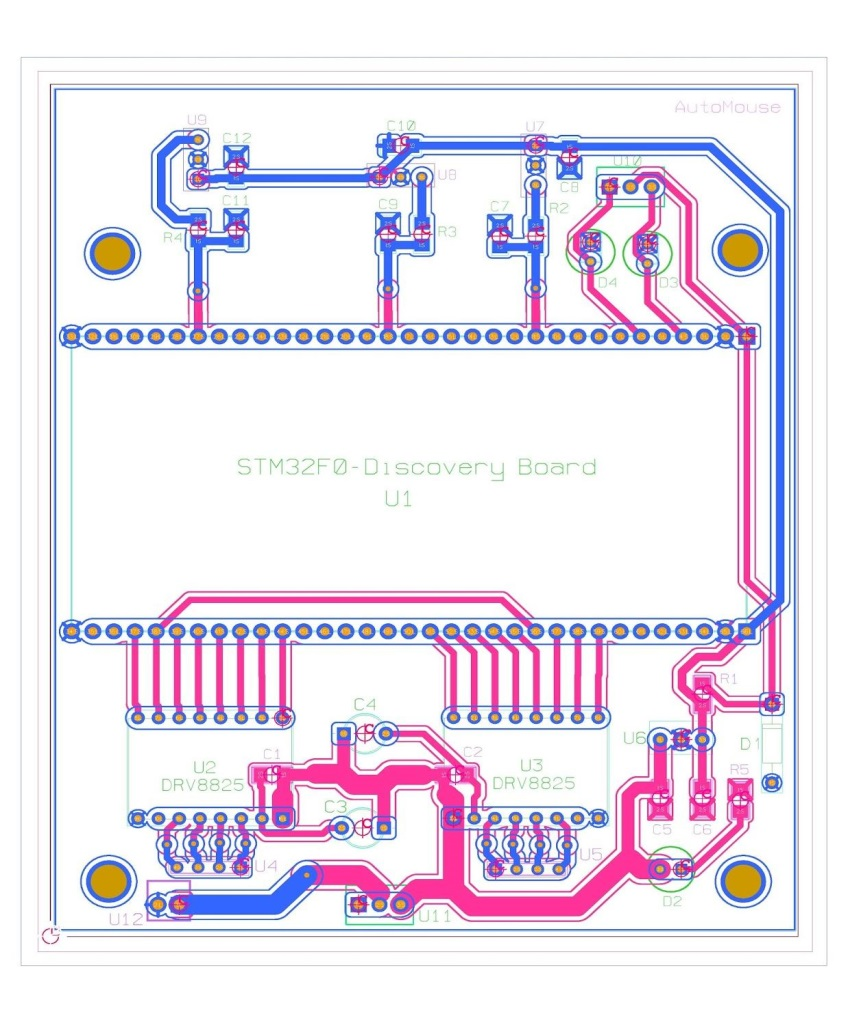 AutoMouse
U9
C12
C10
U7
C8
U10
U8
C11
R4
C9
R3
C7
R2
D4
D3
STM32F0-Discovery Board
U1
R1
C4
U6
D1
U2
DRV8825
C1
C2
U3
DRV8825
R5
C3
C5
C6
U4
U5
D2
U12
U11